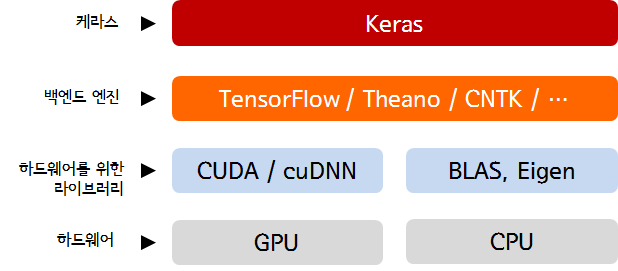 케라스 ▶ Keras
백엔드 엔진 ▶ TensorFlow / Theano / CNTK / ⋯
하드웨어를 위한
라이브러리 ▶ CUDA / cuDNN BLAS, Eigen
하드웨어 ▶ GPU CPU